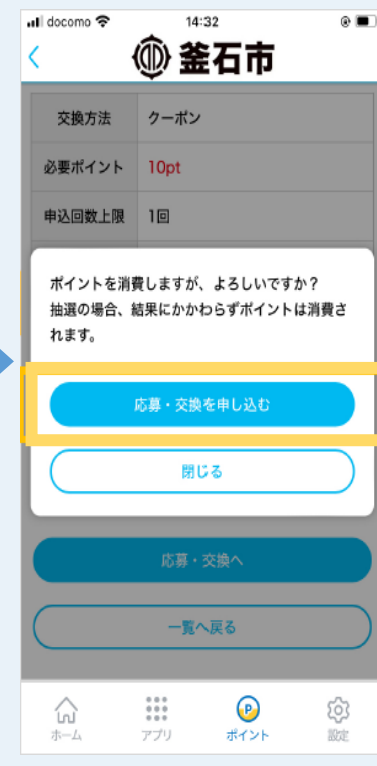 docomo 14:32
釜石市
交換方法 クーポン
必要ポイント 10pt
申込回数上限 1回
ポイントを消費しますが、よろしいですか？
抽選の場合、結果にかかわらずポイントは消費さ
れます。
応募・交換を申し込む
閉じる
応募・交換へ
一覧へ戻る
P
ホーム アプリ ポイント 設定